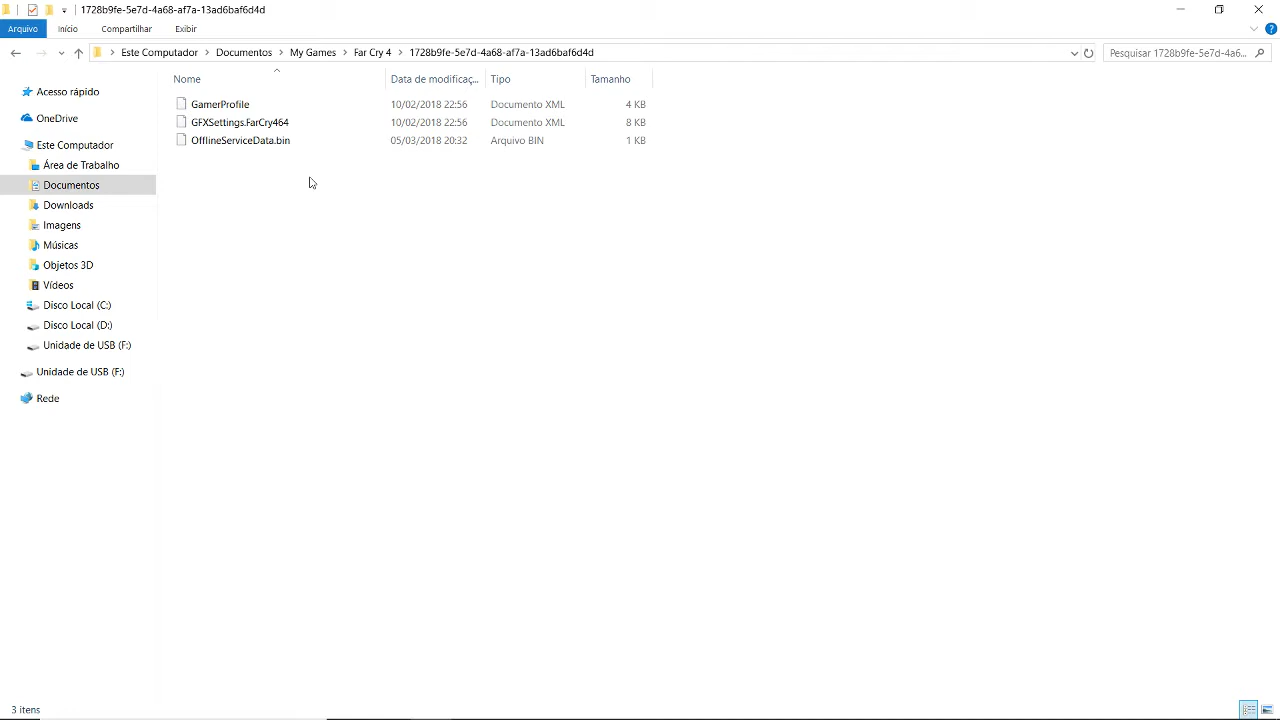 1728b9fe-5e7d-4a68-af7a-13ad6baf6d4d
Arquivo Início Compartilhar Exibir
Este Computador Documentos My Games Far Cry 4 1728b9fe-5e7d-4a68-af7a-13ad6baf6d4d Pesquisar 1728b9fe-5e7d-4a6...
Nome Data de modificaç... Tipo Tamanho
Acesso rápido
OneDrive
Este Computador
Área de Trabalho
Documentos
Downloads
Imagens
Músicas
Objetos 3D
Vídeos
Disco Local (C:)
Disco Local (D:)
Unidade de USB (F:)
Unidade de USB (F:)
Rede
GamerProfile 10/02/2018 22:56 Documento XML 4 KB
GFXSettings.FarCry464 10/02/2018 22:56 Documento XML 8 KB
OfflineServiceData.bin 05/03/2018 20:32 Arquivo BIN 1 KB
3 itens